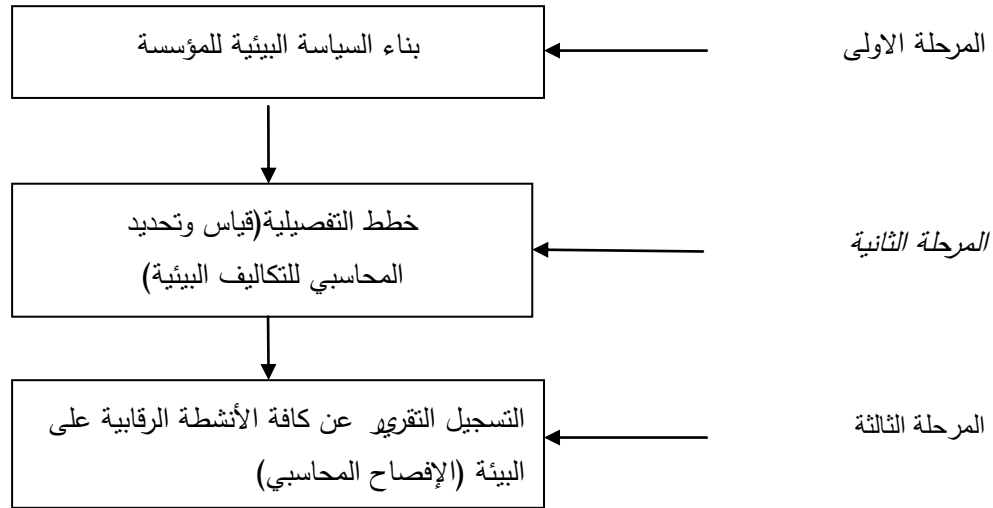 المرحلة الاولى
بناء السياسة البيئية للمؤسسة
المرحلة الثانية
خطط التفصيلية(قياس وتحديد
المحاسبي للتكاليف البيئية)
المرحلة الثالثة
التسجيل التقرير عن كافة الأنشطة الرقابية على
البيئة (الإفصاح المحاسبي)